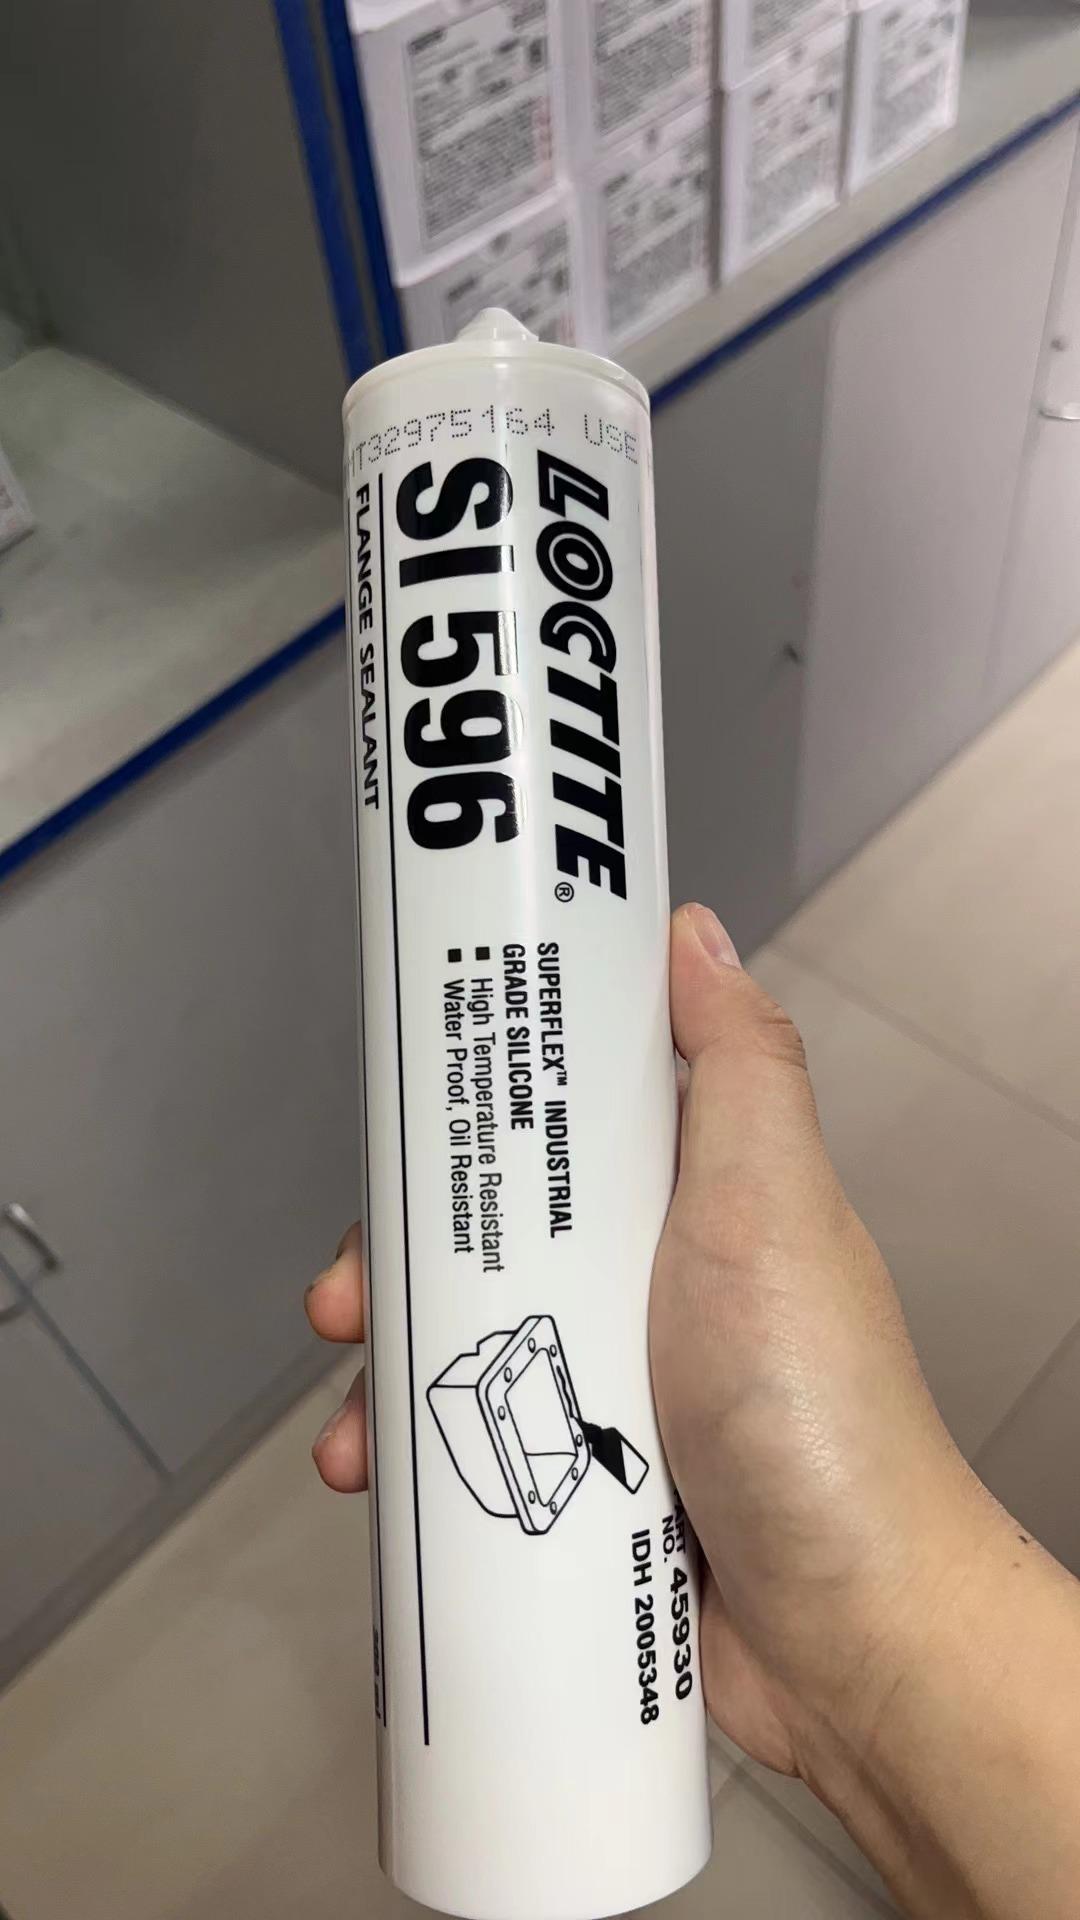 MT32975164 USE
LOCTITE®
SI 596
FLANGE SEALANT
SUPERFLEX™ INDUSTRIAL
GRADE SILICONE
■ High Temperature Resistant
■ Water Proof, Oil Resistant
NO. 45930
IDH 2005348